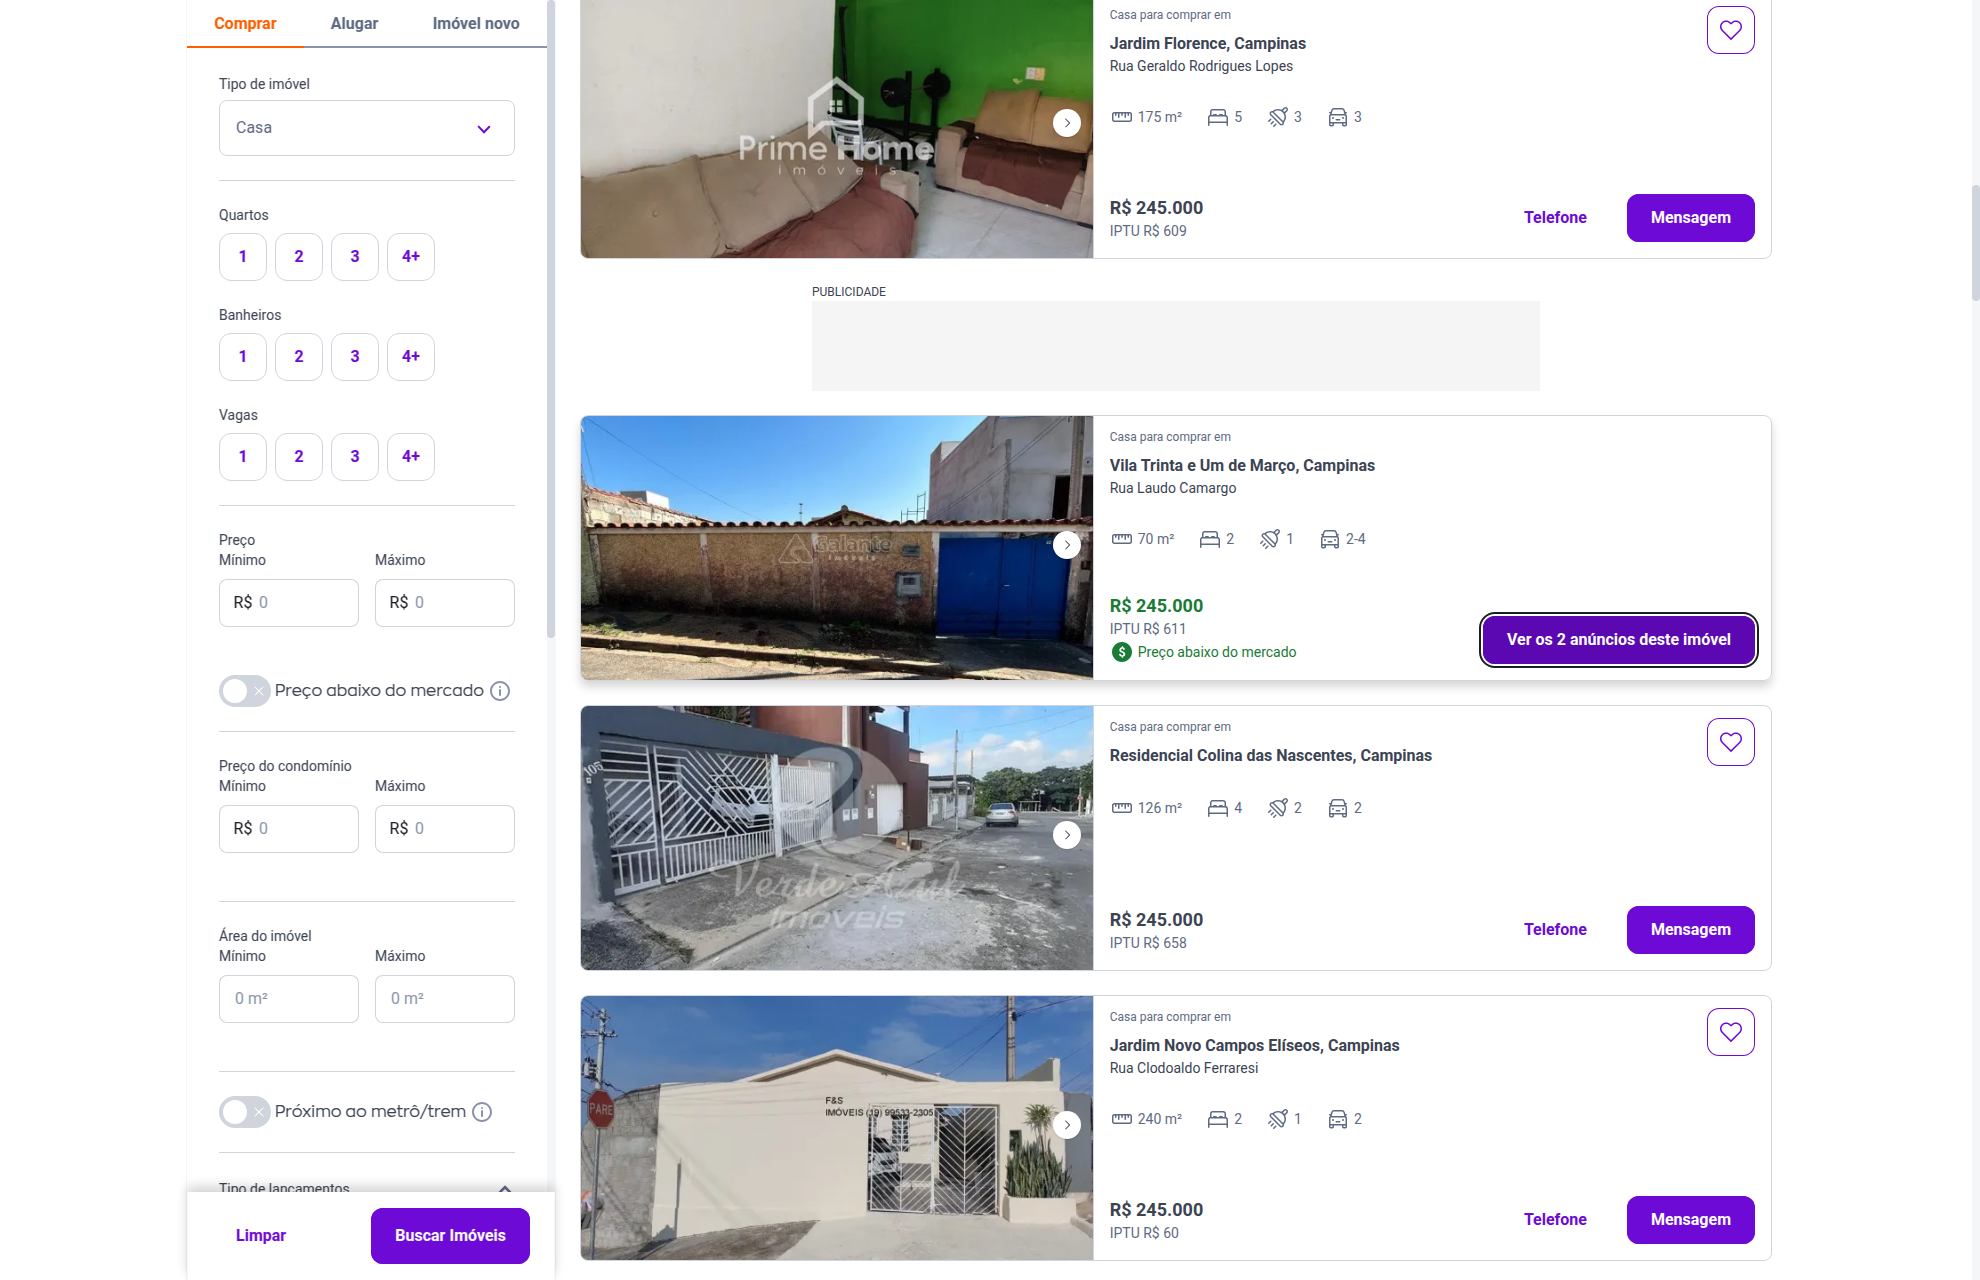 Comprar
Alugar
Imóvel novo
Tipo de imóvel
Casa
Quartos
1
2
3
4+
Banheiros
1
2
3
4+
Vagas
1
2
3
4+
Preço
Mínimo
Máximo
R$ 0
R$ 0
Preço abaixo do mercado
Preço do condomínio
Mínimo
Máximo
R$ 0
R$ 0
Área do imóvel
Mínimo
Máximo
0 m²
0 m²
Próximo ao metrô/trem
Tipo de lançamentos
Limpar
Buscar Imóveis
Prime Home
imóveis
Casa para comprar em
Jardim Florence, Campinas
Rua Geraldo Rodrigues Lopes
175 m²
5
3
3
R$ 245.000
IPTU R$ 609
Telefone
Mensagem
PUBLICIDADE
Galante
Imóveis
Casa para comprar em
Vila Trinta e Um de Março, Campinas
Rua Laudo Camargo
70 m²
2
1
2-4
R$ 245.000
IPTU R$ 611
$ Preço abaixo do mercado
Ver os 2 anúncios deste imóvel
105
Verde Azul
Imóveis
Casa para comprar em
Residencial Colina das Nascentes, Campinas
126 m²
4
2
2
R$ 245.000
IPTU R$ 658
Telefone
Mensagem
PARE
F&S
IMÓVEIS (19) 99533-2305
Casa para comprar em
Jardim Novo Campos Elíseos, Campinas
Rua Clodoaldo Ferraresi
240 m²
2
1
2
R$ 245.000
IPTU R$ 60
Telefone
Mensagem